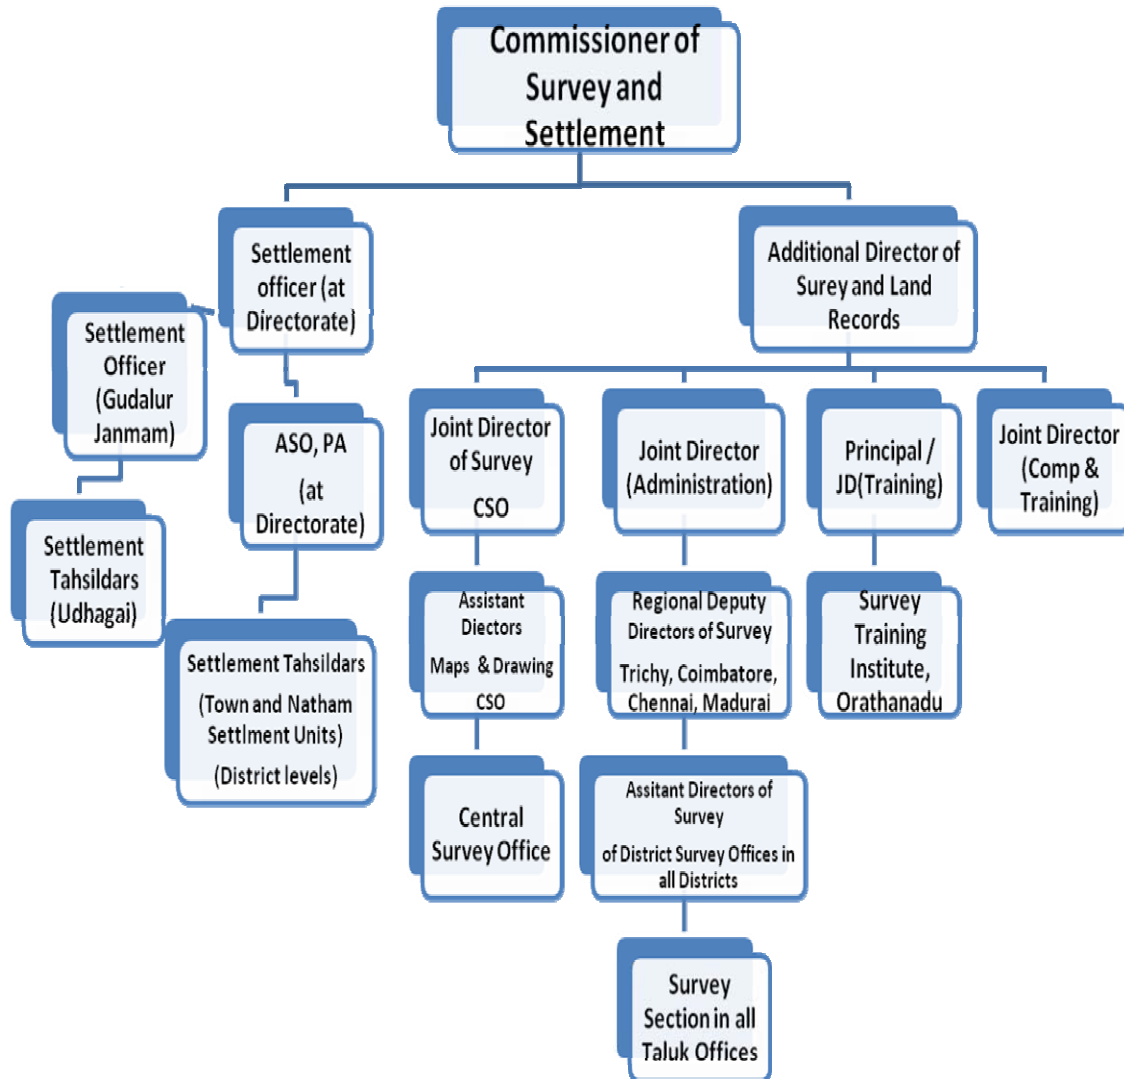 Commissioner of
Survey and
Settlement
Settlement
officer (at
Directorate)
Additional Director of
Surey and Land
Records
Settlement
Officer
(Gudalur
Janmam)
ASO, PA
(at
Directorate)
Joint Director
of Survey
CSO
Joint Director
(Administration)
Principal /
JD(Training)
Joint Director
(Comp &
Training)
Settlement
Tahsildars
(Udhagai)
Settlement Tahsildars
(Town and Natham
Settlment Units)
(District levels)
Assistant
Diectors
Maps & Drawing
CSO
Regional Deputy
Directors of Survey
Trichy, Coimbatore,
Chennai, Madurai
Survey
Training
Institute,
Orathanadu
Central
Survey Office
Assitant Directors of
Survey
of District Survey Offices in
all Districts
Survey
Section in all
Taluk Offices